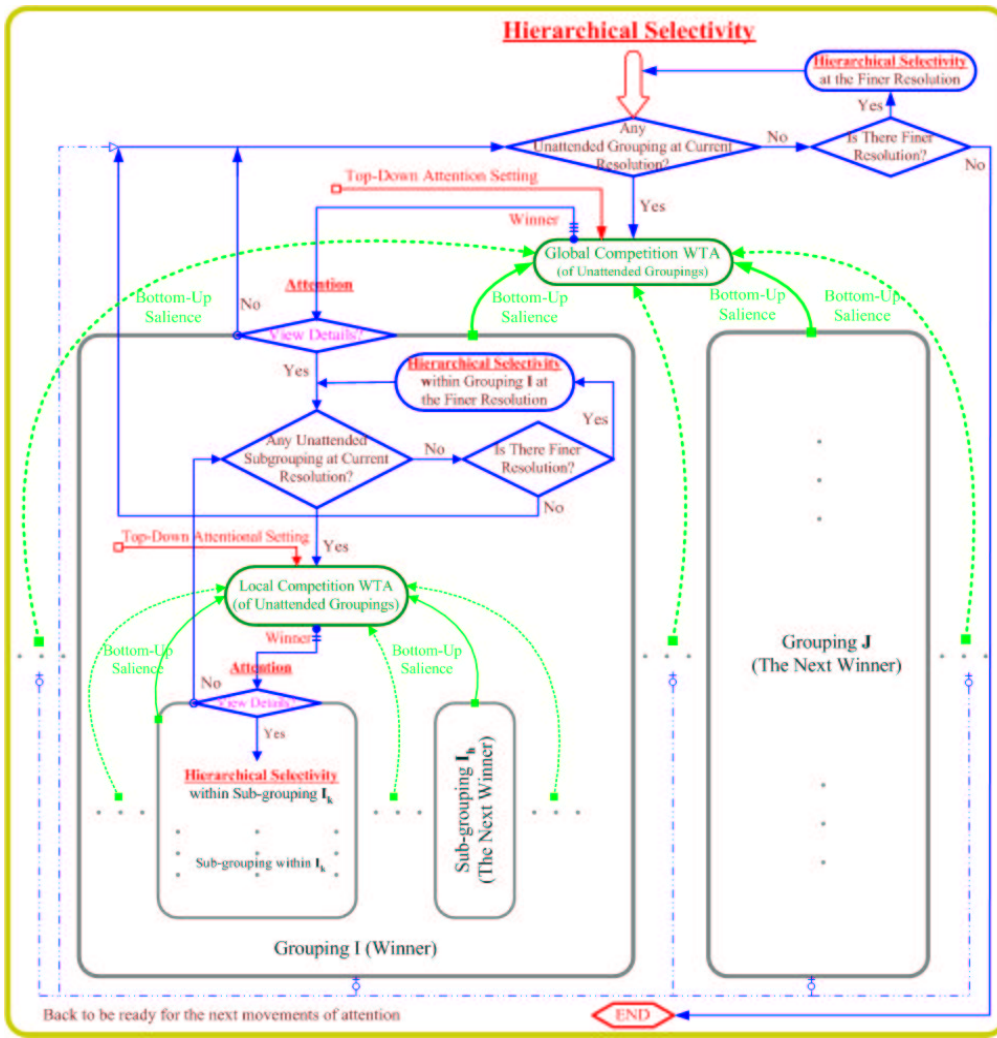 Hierarchical Selectivity
Hierarchical Selectivity
at the Finer Resolution
Yes
Any
Unattended Grouping at Current
Resolution?
No
Is There Finer
Resolution?
No
Top-Down Attention Setting
Yes
Winner
Global Competition WTA
(of Unattended Groupings)
Attention
Bottom-Up
Salience
No
Bottom-Up
Salience
Bottom-Up
Salience
Bottom-Up
Salience
View Details?
Yes
Hierarchical Selectivity
within Grouping I at
the Finer Resolution
Yes
Any Unattended
Subgrouping at Current
Resolution?
No
Is There Finer
Resolution?
No
Top-Down Attentional Setting
Yes
Local Competition WTA
(of Unattended Groupings)
Winner
Bottom-Up
Salience
Attention
Bottom-Up
Salience
No
View Details?
Yes
Hierarchical Selectivity
within Sub-grouping Ik
Sub-grouping within Ik
Sub-grouping Ih
(The Next Winner)
Grouping J
(The Next Winner)
Grouping I (Winner)
Back to be ready for the next movements of attention
END